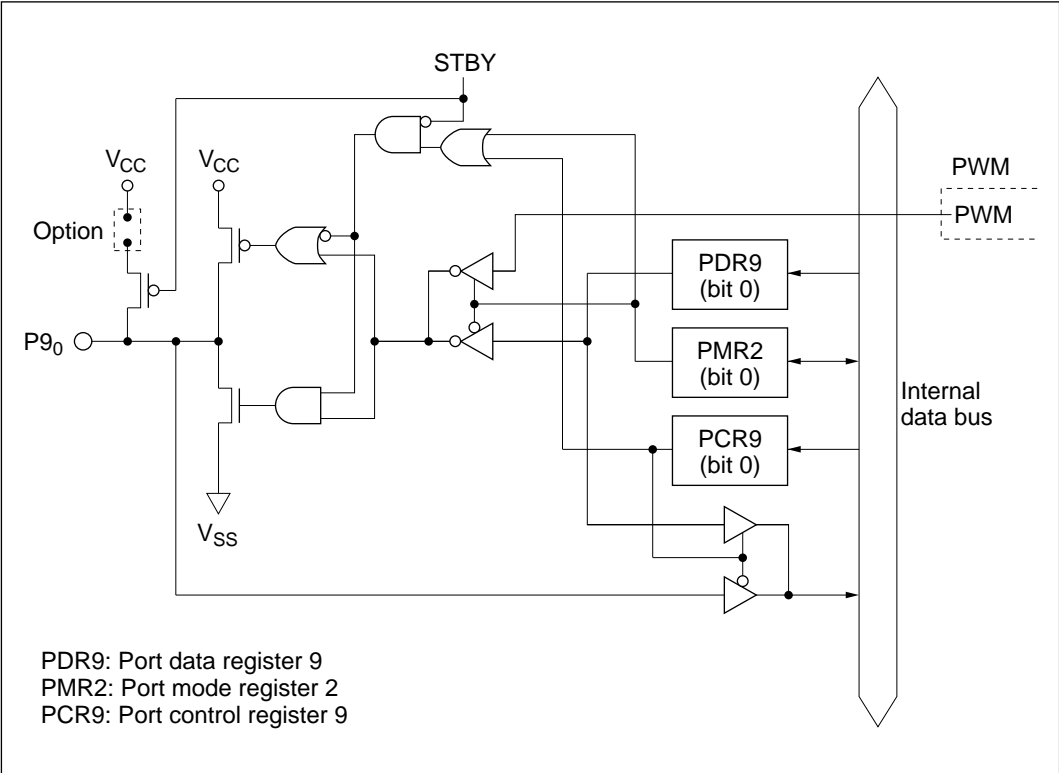 STBY
VCC
VCC
Option
P90
VSS
PWM
PWM
PDR9
(bit 0)
PMR2
(bit 0)
PCR9
(bit 0)
Internal
data bus
PDR9: Port data register 9
PMR2: Port mode register 2
PCR9: Port control register 9